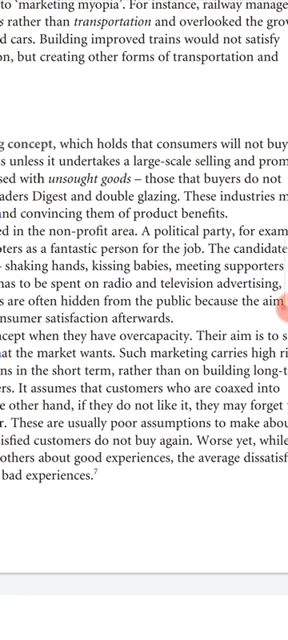 to 'marketing myopia'. For instance, railway manage
s rather than transportation and overlooked the gro
d cars. Building improved trains would not satisfy
on, but creating other forms of transportation and
g concept, which holds that consumers will not buy
s unless it undertakes a large-scale selling and prom
sed with unsought goods – those that buyers do not
aders Digest and double glazing. These industries m
and convincing them of product benefits.
ed in the non-profit area. A political party, for exam
oters as a fantastic person for the job. The candidate
– shaking hands, kissing babies, meeting supporters
has to be spent on radio and television advertising,
s are often hidden from the public because the aim
nsumer satisfaction afterwards.
ncept when they have overcapacity. Their aim is to s
hat the market wants. Such marketing carries high ri
ns in the short term, rather than on building long-t
ers. It assumes that customers who are coaxed into
e other hand, if they do not like it, they may forget
r. These are usually poor assumptions to make abou
isfied customers do not buy again. Worse yet, while
others about good experiences, the average dissatisf
bad experiences.7